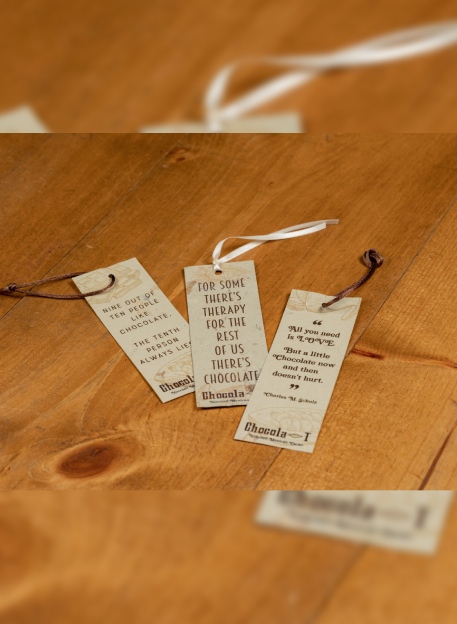 NINE OUT OF
TEN PEOPLE
LIKE
CHOCOLATE.
THE TENTH
PERSON
ALWAYS LIES
Chocola
FOR SOME
THERE'S
THERAPY
FOR THE
REST
OF US
THERE'S
CHOCOLATE
Chocola
“
All you need
is LOVE
But a little
Chocolate now
and then
doesn't hurt.
”
Charles M. Schulz
Chocola T